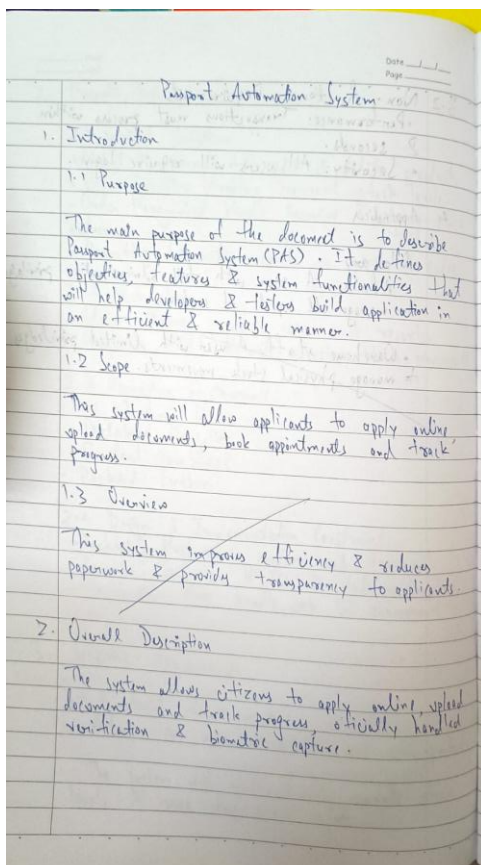 Date
Page
Passport Automation System
1. Introduction
1.1 Purpose
The main purpose of the document is to describe
Passport Automation System (PAS). It defines
objectives, features & system functionalities that
will help developers & testers build application in
an efficient & reliable manner.
1.2 Scope
This system will allow applicants to apply online,
upload documents, book appointments and track
progress.
1.3 Overview
This system improves efficiency & reduces
paperwork & provides transparency to applicants.
2. Overall Description
The system allows citizens to apply online, upload
documents and track progress, oficially handled
verification & biometric capture.